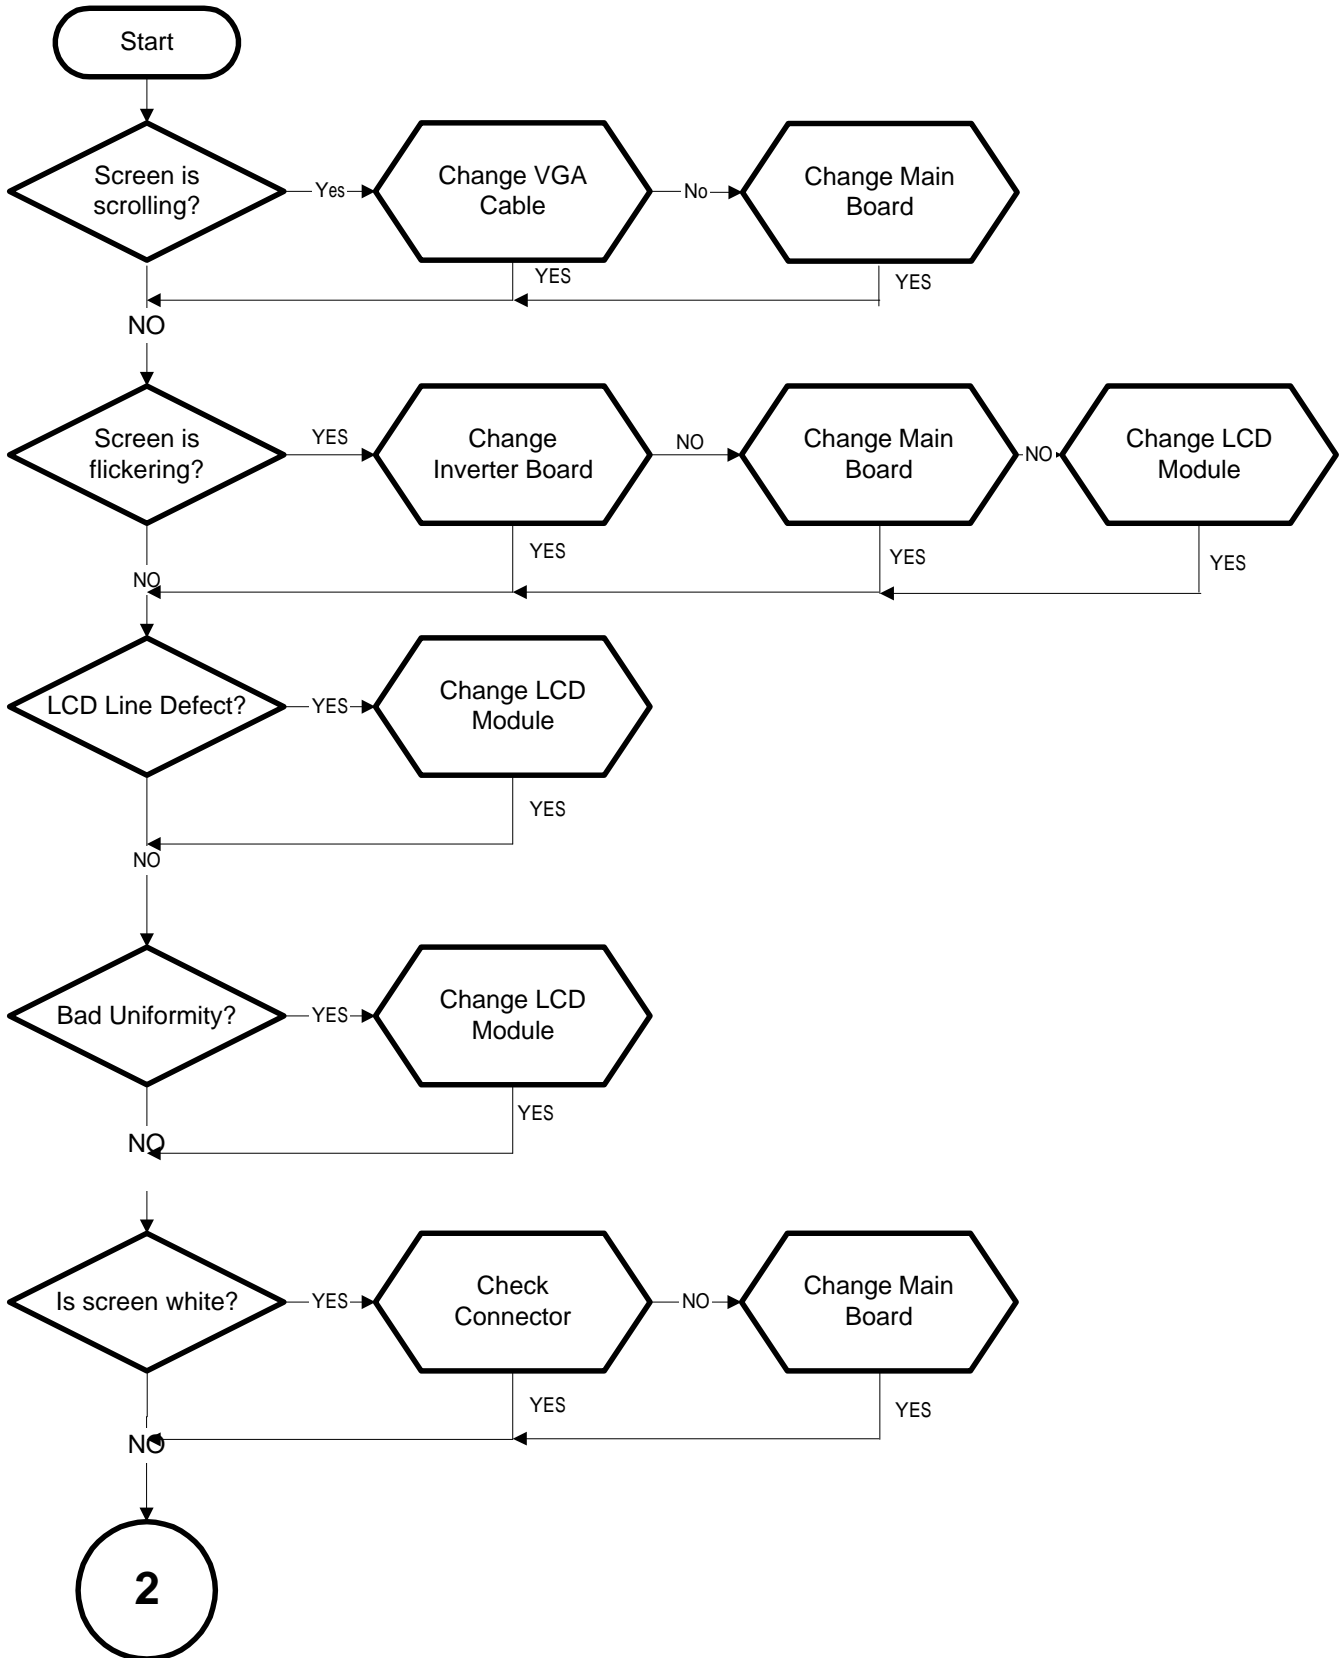 Start
Screen is
scrolling?
Yes
Change VGA
Cable
No
Change Main
Board
YES
YES
NO
Screen is
flickering?
YES
Change
Inverter Board
NO
Change Main
Board
NO
Change LCD
Module
YES
YES
YES
NO
LCD Line Defect?
YES
Change LCD
Module
YES
NO
Bad Uniformity?
YES
Change LCD
Module
YES
NO
Is screen white?
YES
Check
Connector
NO
Change Main
Board
YES
YES
NO
2